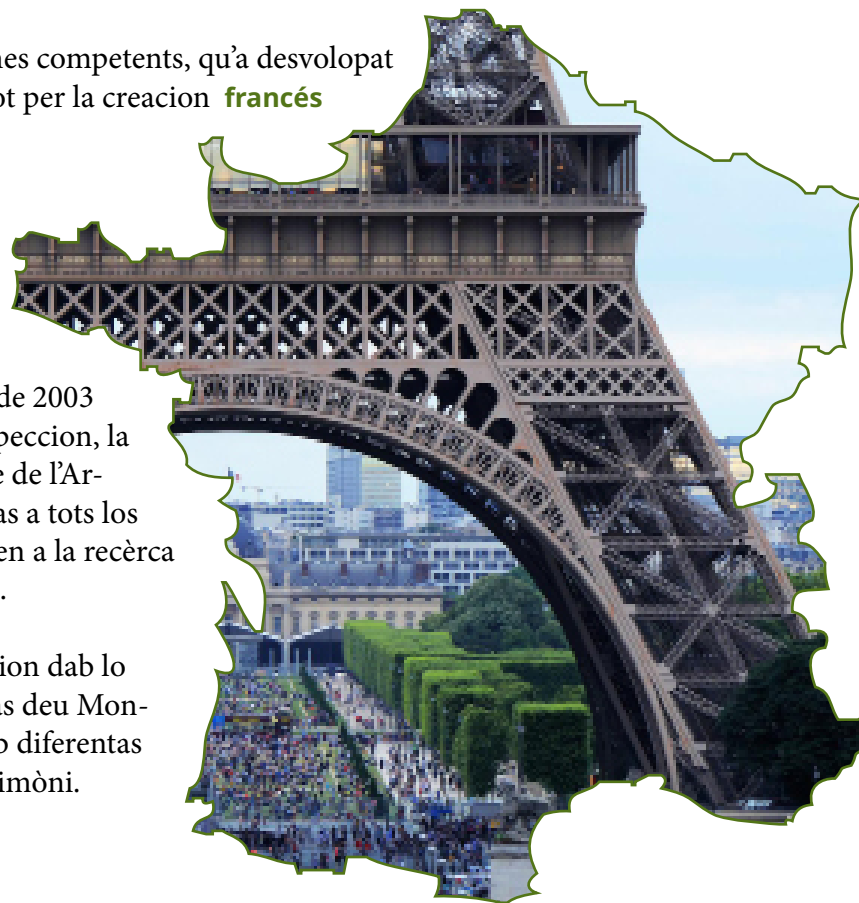 nes competents, qu’a desvolopat
ot per la creacion francés
de 2003
peccion, la
é de l’Ar-
as a tots los
en a la recèrca
.
ion dab lo
as deu Mon-
b diferentas
imòni.